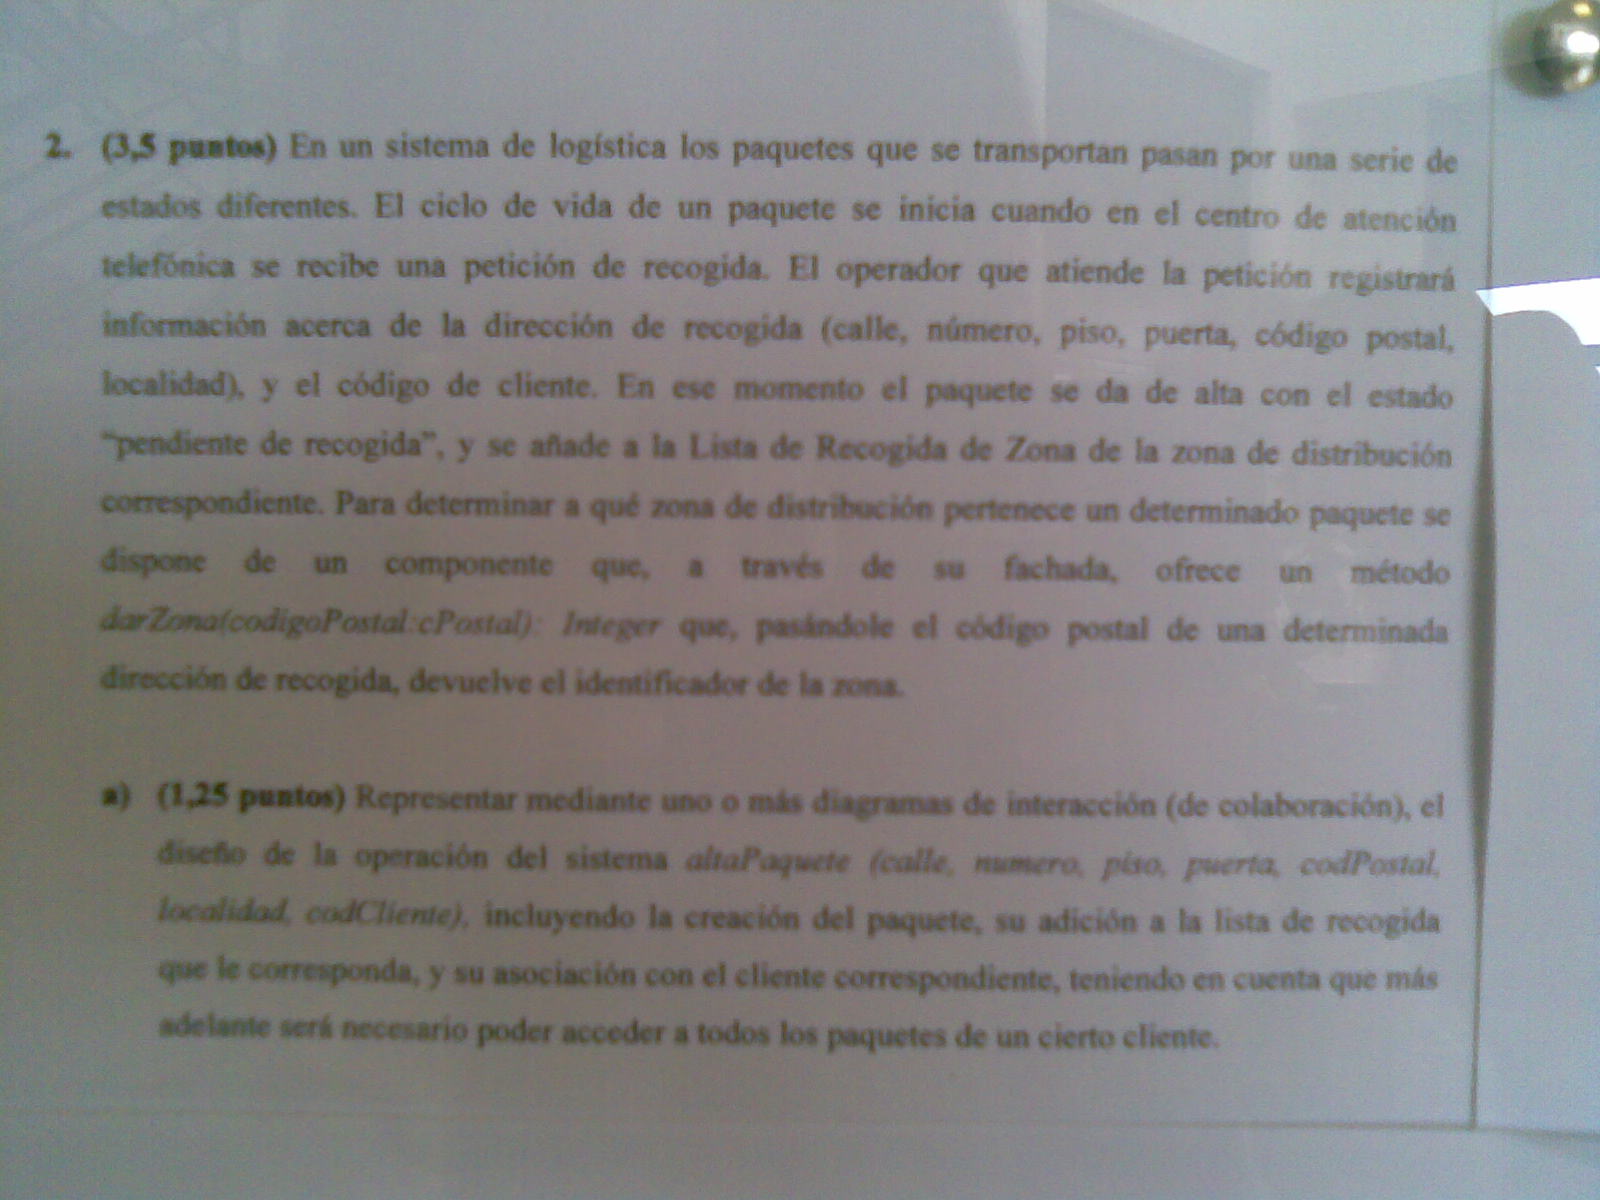 2. (3,5 puntos) En un sistema de logística los paquetes que se transportan pasan por una serie de
estados diferentes. El ciclo de vida de un paquete se inicia cuando en el centro de atención
telefónica se recibe una petición de recogida. El operador que atiende la petición registrará
información acerca de la dirección de recogida (calle, número, piso, puerta, código postal,
localidad), y el código de cliente. En ese momento el paquete se da de alta con el estado
“pendiente de recogida”, y se añade a la Lista de Recogida de Zona de la zona de distribución
correspondiente. Para determinar a qué zona de distribución pertenece un determinado paquete se
dispone de un componente que, a través de su fachada, ofrece un método
darZona(codigoPostal:cPostal): Integer que, pasándole el código postal de una determinada
dirección de recogida, devuelve el identificador de la zona.
a) (1,25 puntos) Representar mediante uno o más diagramas de interacción (de colaboración), el
diseño de la operación del sistema altaPaquete (calle, numero, piso, puerta, codPostal,
localidad, codCliente), incluyendo la creación del paquete, su adición a la lista de recogida
que le corresponda, y su asociación con el cliente correspondiente, teniendo en cuenta que más
adelante será necesario poder acceder a todos los paquetes de un cierto cliente.